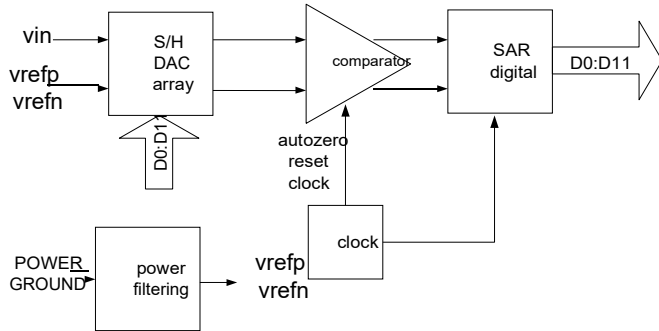 vin
vrefp
vrefn
S/H
DAC
array
D0:D1
comparator
SAR
digital
D0:D11
autozero
reset
clock
clock
POWER
GROUND
power
filtering
vrefp
vrefn